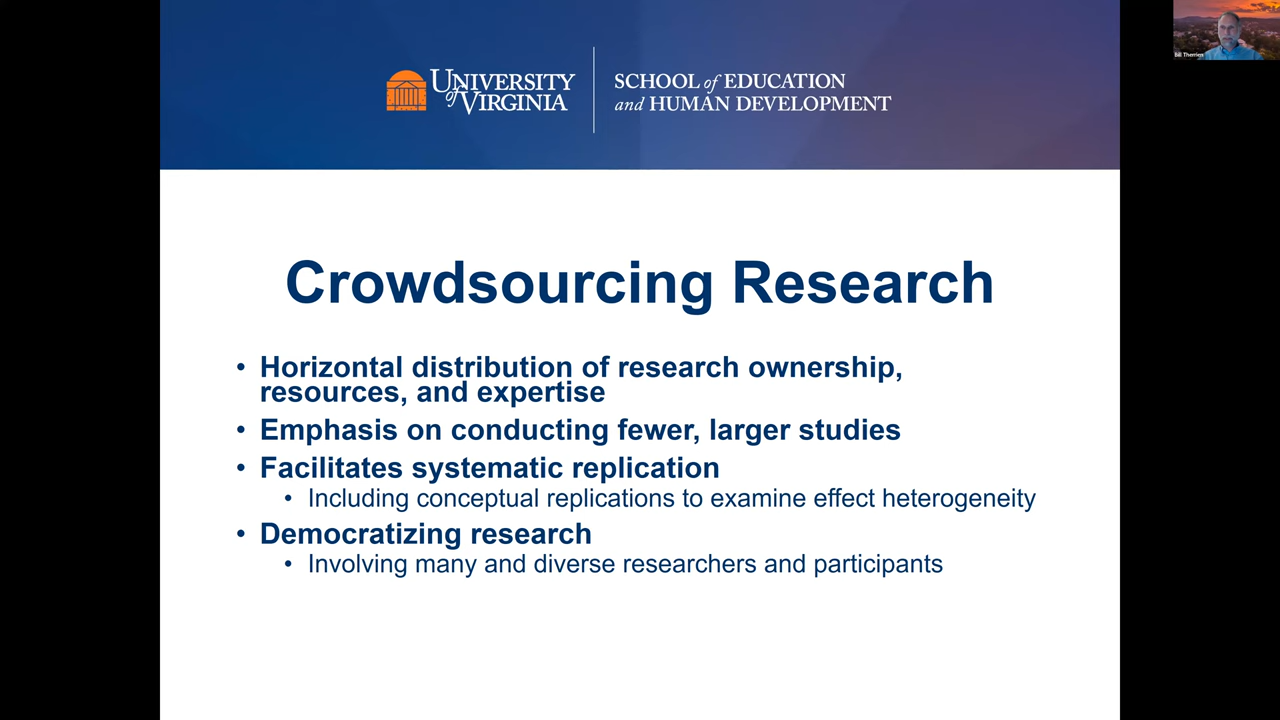 UNIVERSITY
of VIRGINIA
SCHOOL of EDUCATION
and HUMAN DEVELOPMENT
Bill Therrien
Crowdsourcing Research
• Horizontal distribution of research ownership,
resources, and expertise
• Emphasis on conducting fewer, larger studies
• Facilitates systematic replication
• Including conceptual replications to examine effect heterogeneity
• Democratizing research
• Involving many and diverse researchers and participants